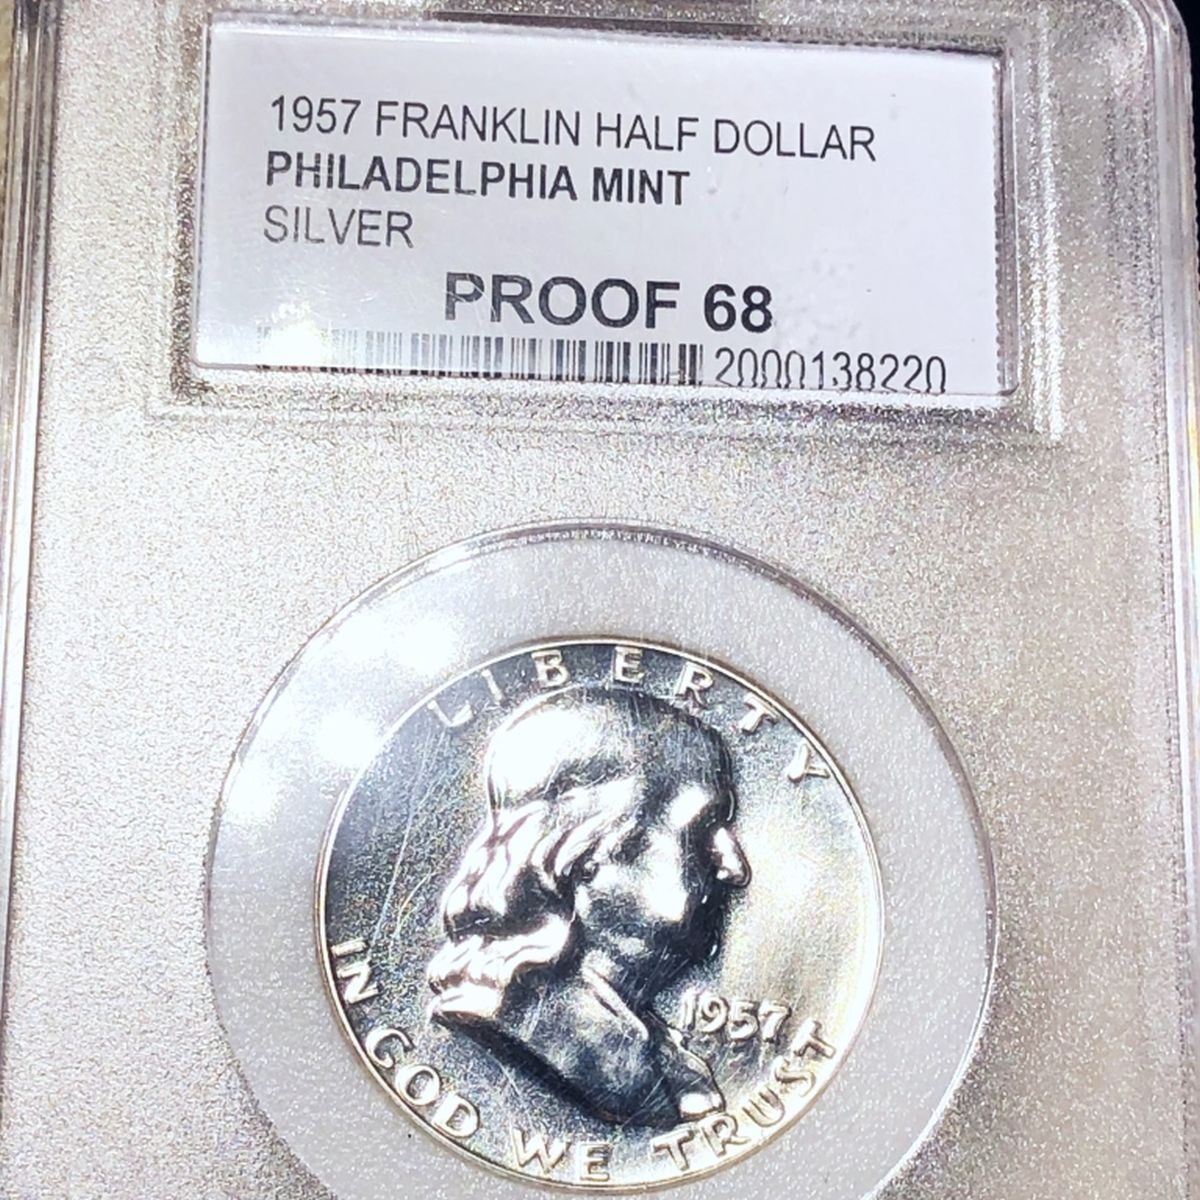 1957 FRANKLIN HALF DOLLAR
PHILADELPHIA MINT
SILVER
PROOF 68
2000138220
LIBERTY
1957
IN GOD WE TRUST